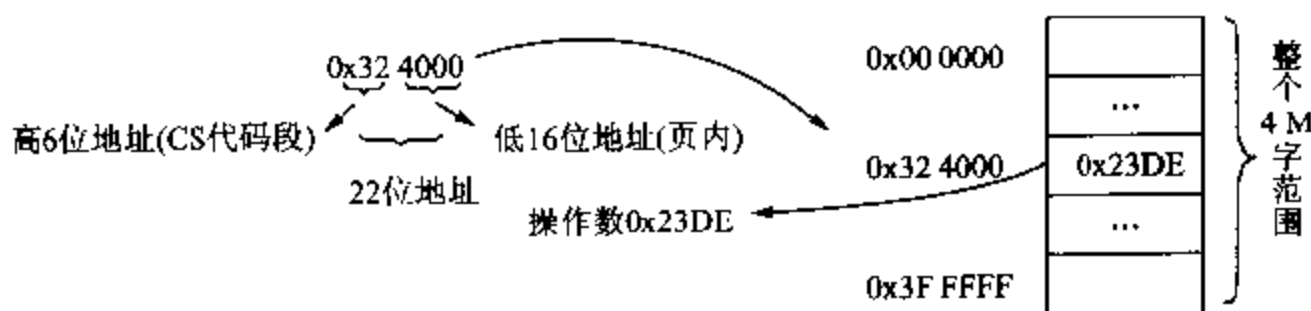 0x32 4000
高6位地址(CS代码段)
低16位地址(页内)
22位地址
操作数0x23DE
0x00 0000
...
0x32 4000
0x23DE
...
0x3F FFFF
整个4 M字范围